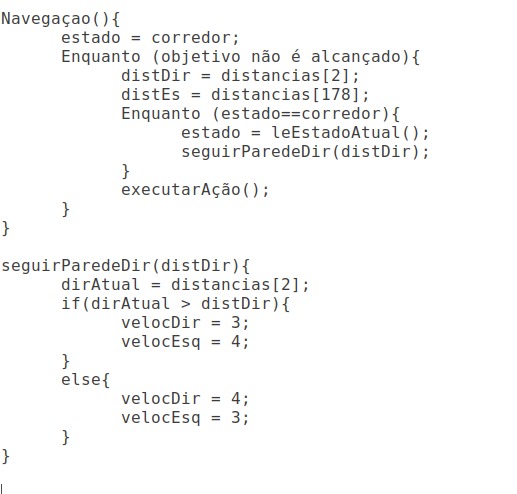 Navegaçao(){
      estado = corredor;
      Enquanto (objetivo não é alcançado){
            distDir = distancias[2];
            distEs = distancias[178];
            Enquanto (estado==corredor){
                  estado = leEstadoAtual();
                  seguirParedeDir(distDir);
            }
            executarAção();
      }
}

seguirParedeDir(distDir){
      dirAtual = distancias[2];
      if(dirAtual > distDir){
            velocDir = 3;
            velocEsq = 4;
      }
      else{
            velocDir = 4;
            velocEsq = 3;
      }
}